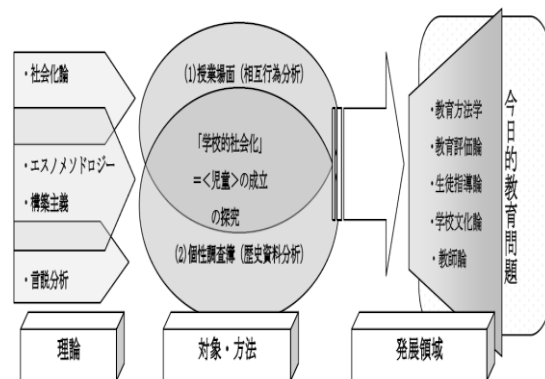 ・社会化論
・エスノメソドロジー
・構築主義
・言説分析
(1)授業場面(相互行為分析)
「学校的社会化」
＝<児童>の成立
の探究
(2)個性調査簿(歴史資料分析)
・教育方法学
・教育評価論
・生徒指導論
・学校文化論
・教師論
今日的教育問題
理論
対象・方法
発展領域